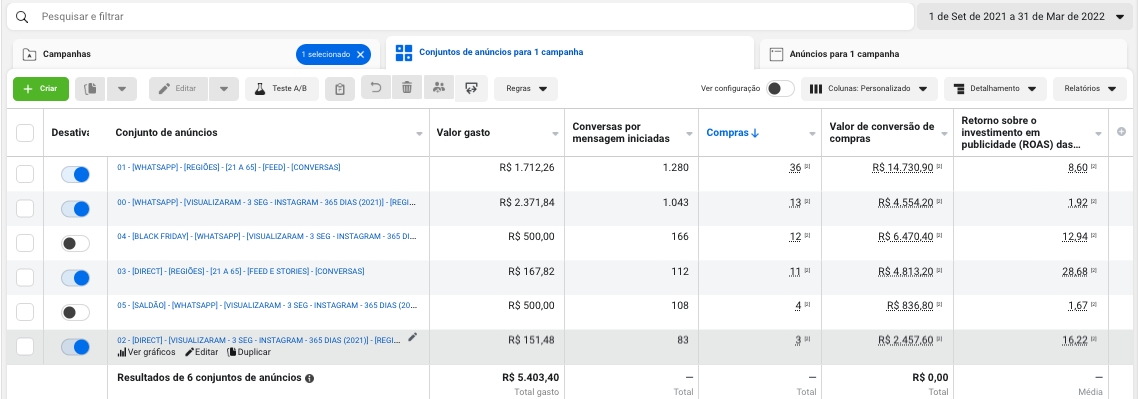 Pesquisar e filtrar
1 de Set de 2021 a 31 de Mar de 2022
Campanhas
1 selecionado
Conjuntos de anúncios para 1 campanha
Anúncios para 1 campanha
Criar
Editar
Teste A/B
Regras
Ver configuração
Colunas: Personalizado
Detalhamento
Relatórios
Desativa
Conjunto de anúncios
Valor gasto
Conversas por
mensagem iniciadas
Compras
Valor de conversão de
compras
Retorno sobre o
investimento em
publicidade (ROAS) das...
01 - [WHATSAPP] - [REGIÕES] - [21 A 65] - [FEED] - [CONVERSAS] R$ 1.712,26 1.280 36 [2] R$ 14.730,90 [2] 8,60 [2]
00 - [WHATSAPP] - [VISUALIZARAM - 3 SEG - INSTAGRAM - 365 DIAS (2021)] - [REGI... R$ 2.371,84 1.043 13 [2] R$ 4.554,20 [2] 1,92 [2]
04 - [BLACK FRIDAY] - [WHATSAPP] - [VISUALIZARAM - 3 SEG - INSTAGRAM - 365 DI... R$ 500,00 166 12 [2] R$ 6.470,40 [2] 12,94 [2]
03 - [DIRECT] - [REGIÕES] - [21 A 65] - [FEED E STORIES] - [CONVERSAS] R$ 167,82 112 11 [2] R$ 4.813,20 [2] 28,68 [2]
05 - [SALDÃO] - [WHATSAPP] - [VISUALIZARAM - 3 SEG - INSTAGRAM - 365 DIAS (20... R$ 500,00 108 4 [2] R$ 836,80 [2] 1,67 [2]
02 - [DIRECT] - [VISUALIZARAM - 3 SEG - INSTAGRAM - 365 DIAS (2021)] - [REGI... R$ 151,48 83 3 [2] R$ 2.457,60 [2] 16,22 [2]
Ver gráficos Editar Duplicar
Resultados de 6 conjuntos de anúncios R$ 5.403,40 — — R$ 0,00 —
Total gasto Total Total Total Média